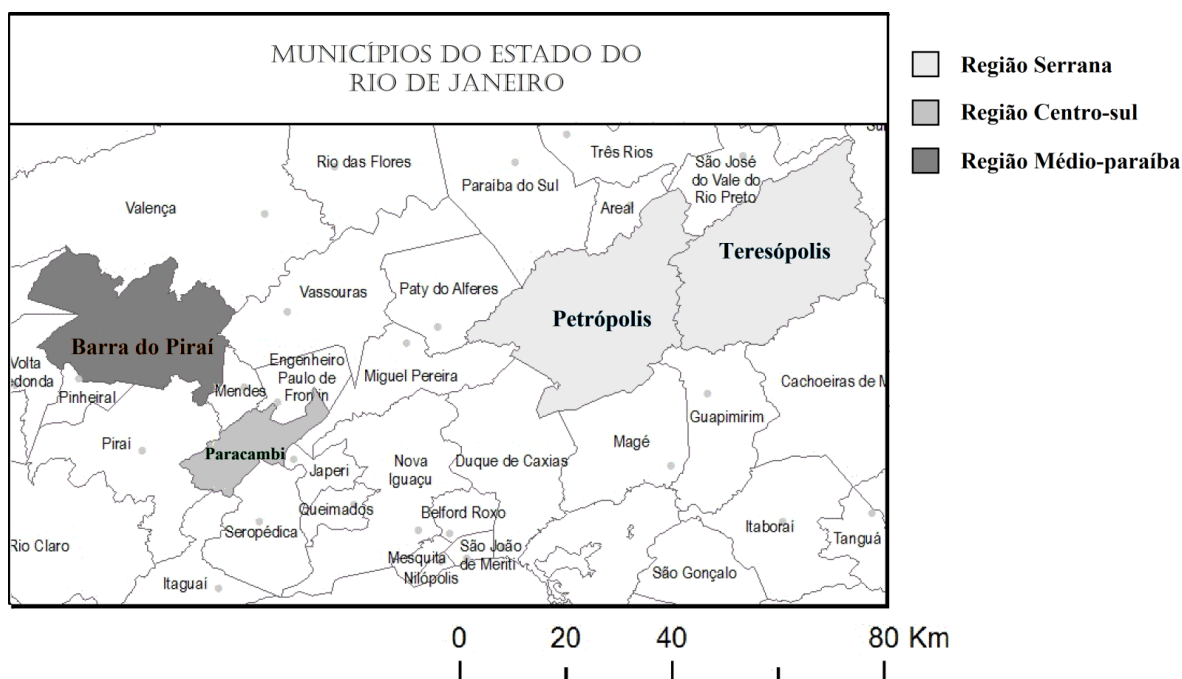 MUNICÍPIOS DO ESTADO DO
RIO DE JANEIRO
Região Serrana
Região Centro-sul
Região Médio-paraíba
Três Rios
Rio das Flores
São José
do Vale do
Rio Preto
Paraíba do Sul
Valença
Areal
Teresópolis
Vassouras
Paty do Alferes
Petrópolis
Barra do Piraí
Volta
edonda
Engenheiro
Paulo de
Frontin
Miguel Pereira
Cachoeiras de M
Pinheiral
Mendes
Guapimirim
Piraí
Magé
Paracambi
Japeri
Nova
Iguaçu
Duque de Caxias
Queimados
Belford Roxo
Seropédica
Itaboraí
Tanguá
Rio Claro
São João
de Meriti
Mesquita
Nilópolis
São Gonçalo
Itaguaí
0 20 40 80 Km